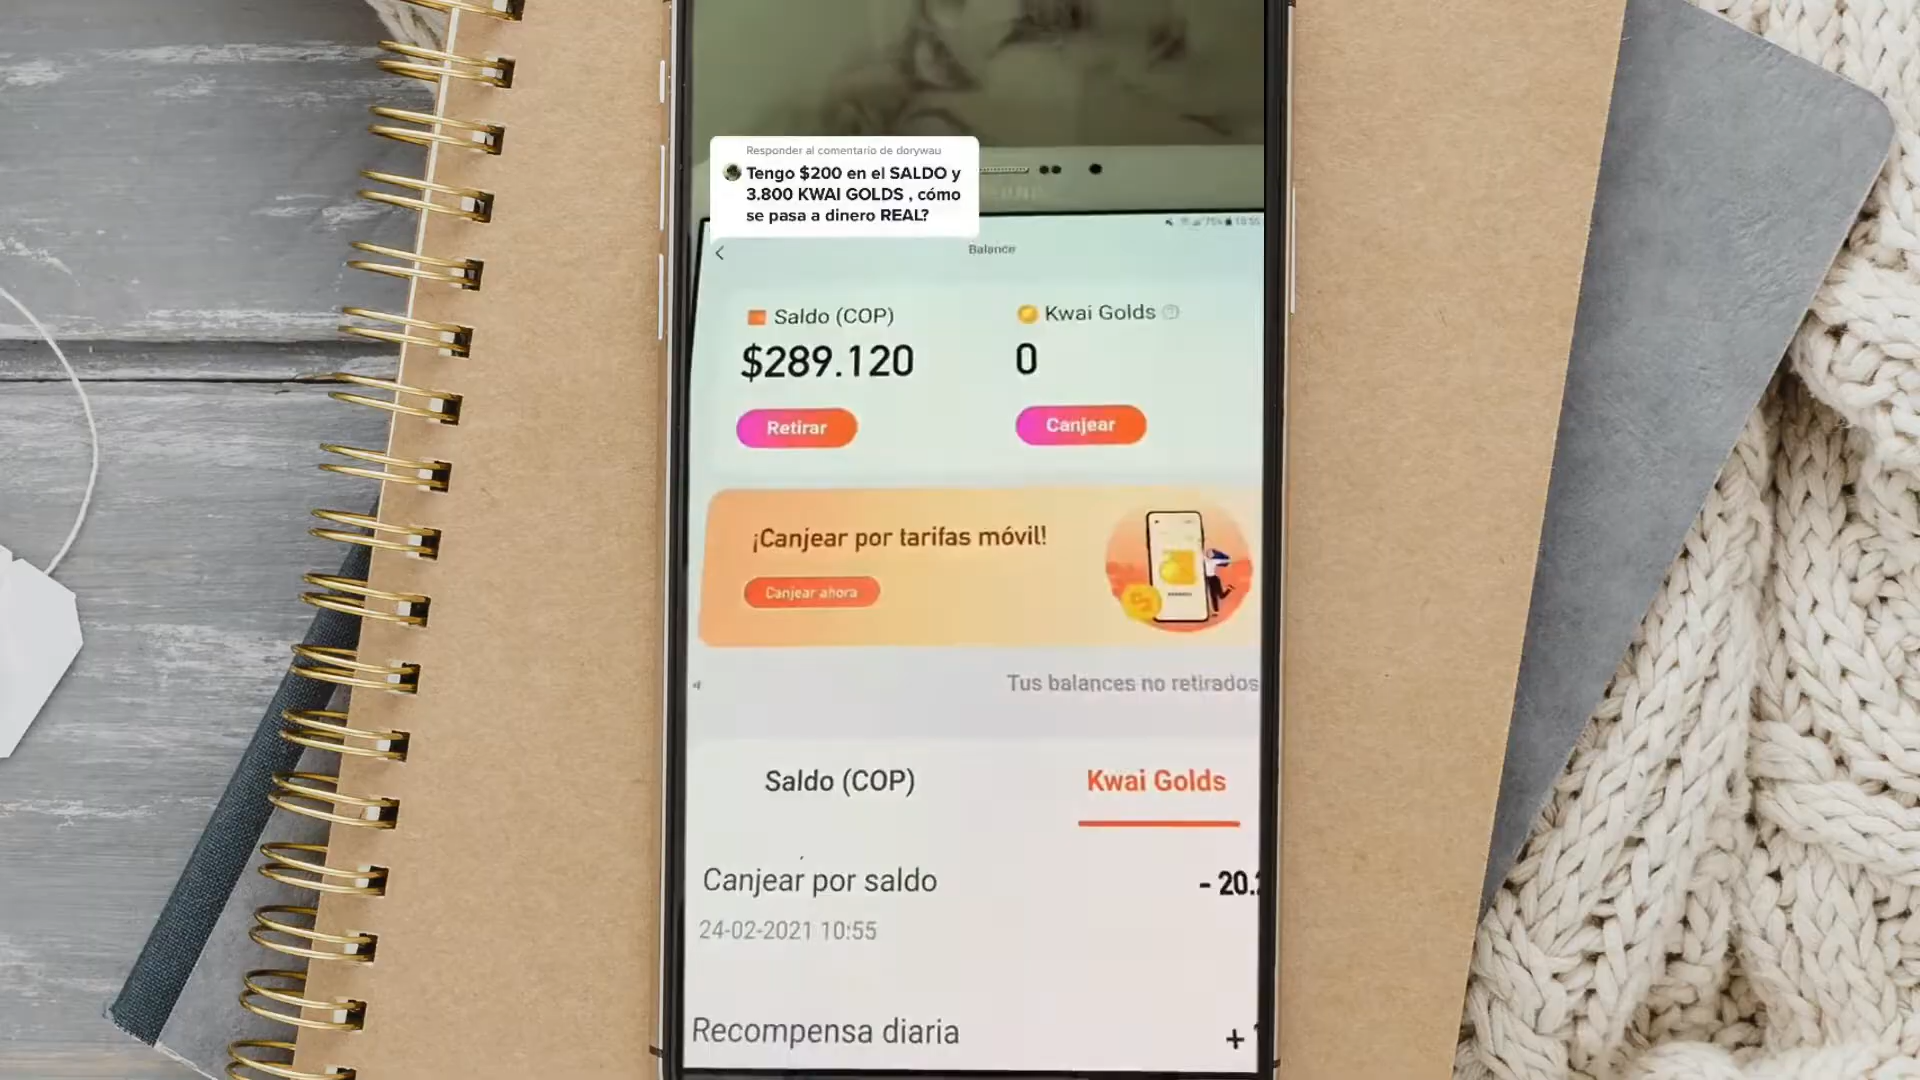 Responder al comentario de dorywau
Tengo $200 en el SALDO y
3.800 KWAI GOLDS , cómo
se pasa a dinero REAL?
Balance
Saldo (COP)
Kwai Golds
$289.120
0
Retirar
Canjear
¡Canjear por tarifas móvil!
Canjear ahora
Tus balances no retirados
Saldo (COP)
Kwai Golds
Canjear por saldo
- 20.
24-02-2021 10:55
Recompensa diaria
+